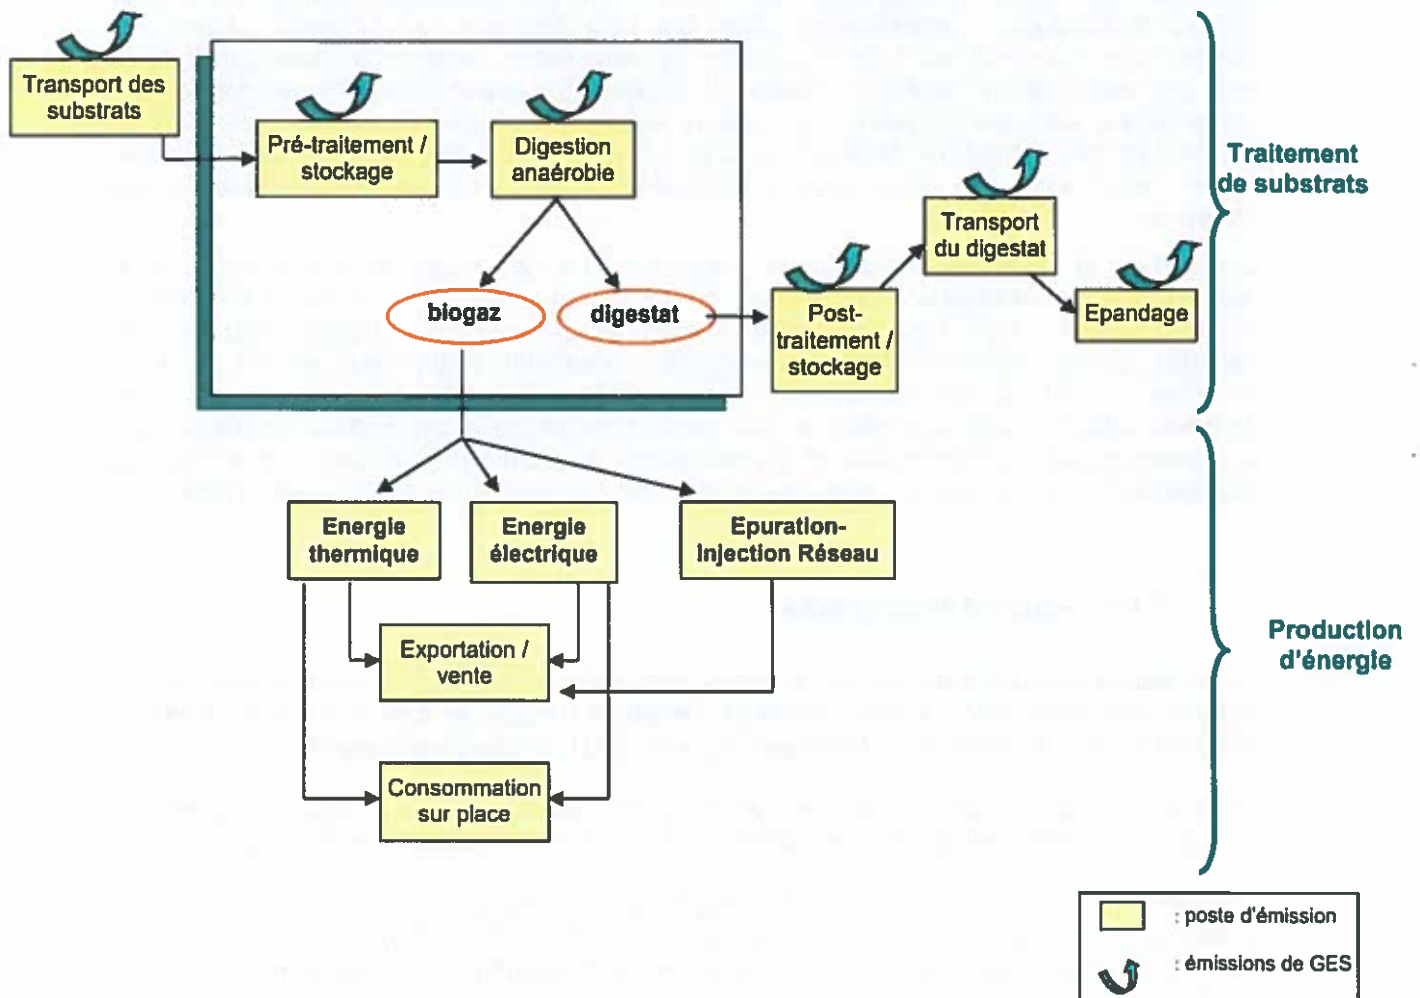 Transport des
substrats
Pré-traitement /
stockage
Digestion
anaérobie
biogaz
digestat
Post-
traitement /
stockage
Transport
du digestat
Epandage
Traitement
de substrats
Energie
thermique
Energie
électrique
Epuration-
Injection Réseau
Exportation /
vente
Consommation
sur place
Production
d'énergie
: poste d'émission
: émissions de GES